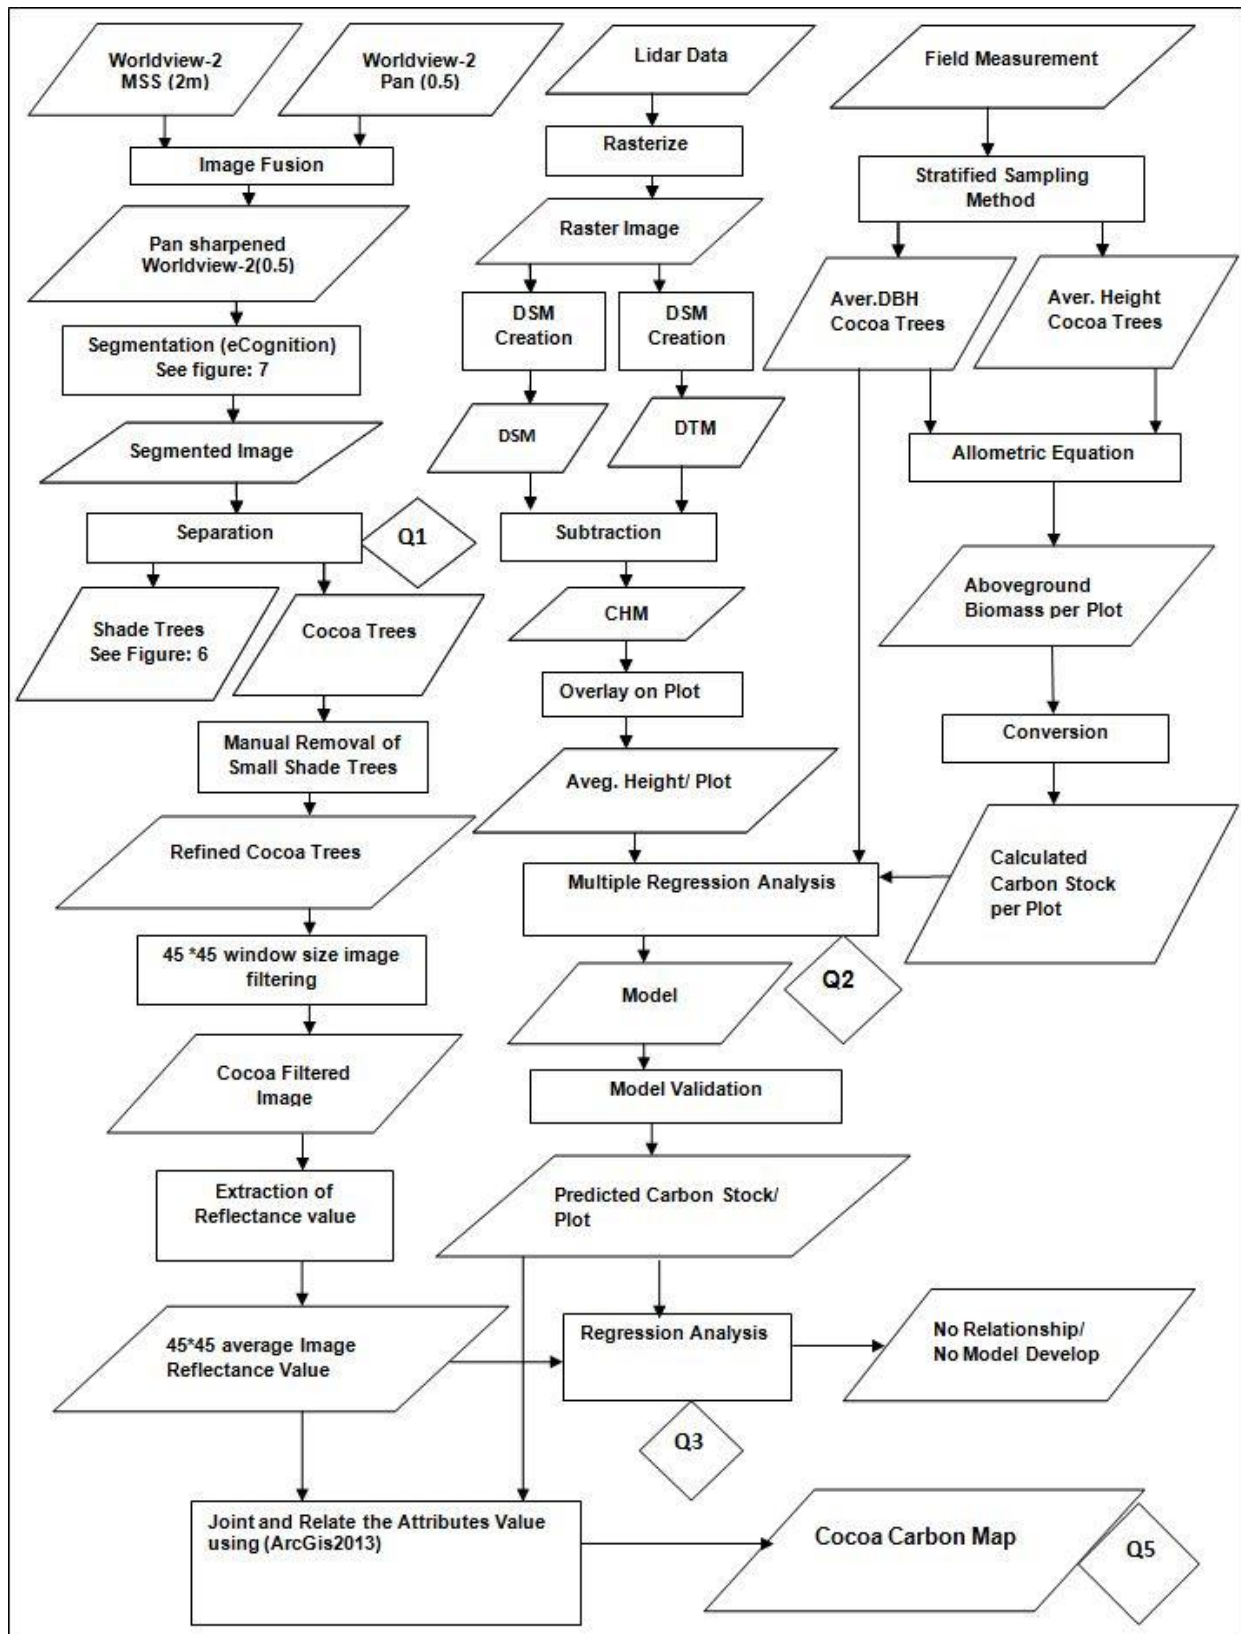 Worldview-2
MSS (2m)
Worldview-2
Pan (0.5)
Lidar Data
Field Measurement
Image Fusion
Rasterize
Stratified Sampling
Method
Pan sharpened
Worldview-2(0.5)
Raster Image
Aver.DBH
Cocoa Trees
Aver. Height
Cocoa Trees
Segmentation (eCognition)
See figure: 7
DSM
Creation
DSM
Creation
Segmented Image
DSM
DTM
Allometric Equation
Separation
Q1
Subtraction
Shade Trees
See Figure: 6
Cocoa Trees
CHM
Aboveground
Biomass per Plot
Overlay on Plot
Manual Removal of
Small Shade Trees
Conversion
Aveg. Height/ Plot
Refined Cocoa Trees
Multiple Regression Analysis
Calculated
Carbon Stock
per Plot
45 *45 window size image
filtering
Model
Q2
Cocoa Filtered
Image
Model Validation
Extraction of
Reflectance value
Predicted Carbon Stock/
Plot
45*45 average Image
Reflectance Value
Regression Analysis
No Relationship/
No Model Develop
Q3
Joint and Relate the Attributes Value
using (ArcGis2013)
Cocoa Carbon Map
Q5